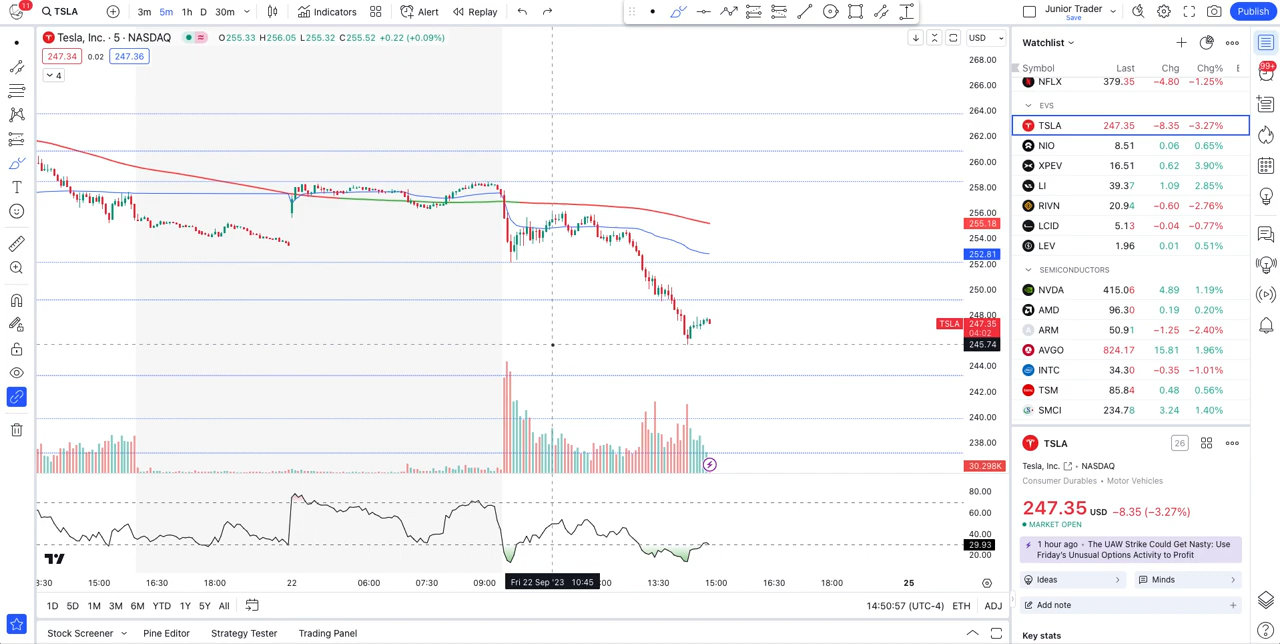 11
TSLA
3m 5m 1h D 30m
Indicators
Alert
Replay
Junior Trader
Save
Publish
Tesla, Inc. · 5 · NASDAQ
O255.33 H256.05 L255.32 C255.52 +0.22 (+0.09%)
247.34 0.02 247.36
4
USD
268.00
266.00
264.00
262.00
260.00
258.00
256.00
255.18
254.00
252.81
252.00
250.00
248.00
TSLA 247.35
04:02
245.74
244.00
242.00
240.00
238.00
30.298K
80.00
60.00
40.00
29.93
20.00
15:00 16:30 18:00 22 06:00 07:30 09:00 Fri 22 Sep '23 10:45 13:30 15:00 16:30 18:00 25
1D 5D 1M 3M 6M YTD 1Y 5Y All
14:50:57 (UTC-4) ETH ADJ
Stock Screener Pine Editor Strategy Tester Trading Panel
Watchlist
Symbol Last Chg Chg%
NFLX 379.35 −4.80 −1.25%
EVS
TSLA 247.35 −8.35 −3.27%
NIO 8.51 0.06 0.65%
XPEV 16.51 0.62 3.90%
LI 39.37 1.09 2.85%
RIVN 20.94 −0.60 −2.76%
LCID 5.13 −0.04 −0.77%
LEV 1.96 0.01 0.51%
SEMICONDUCTORS
NVDA 415.06 4.89 1.19%
AMD 96.30 0.19 0.20%
ARM 50.91 −1.25 −2.40%
AVGO 824.17 15.81 1.96%
INTC 34.30 −0.35 −1.01%
TSM 85.84 0.48 0.56%
SMCI 234.78 3.24 1.40%
TSLA
26
Tesla, Inc. · NASDAQ
Consumer Durables • Motor Vehicles
247.35 USD −8.35 (−3.27%)
MARKET OPEN
1 hour ago · The UAW Strike Could Get Nasty: Use
Friday's Unusual Options Activity to Profit
Ideas
Minds
Add note
Key stats
99+